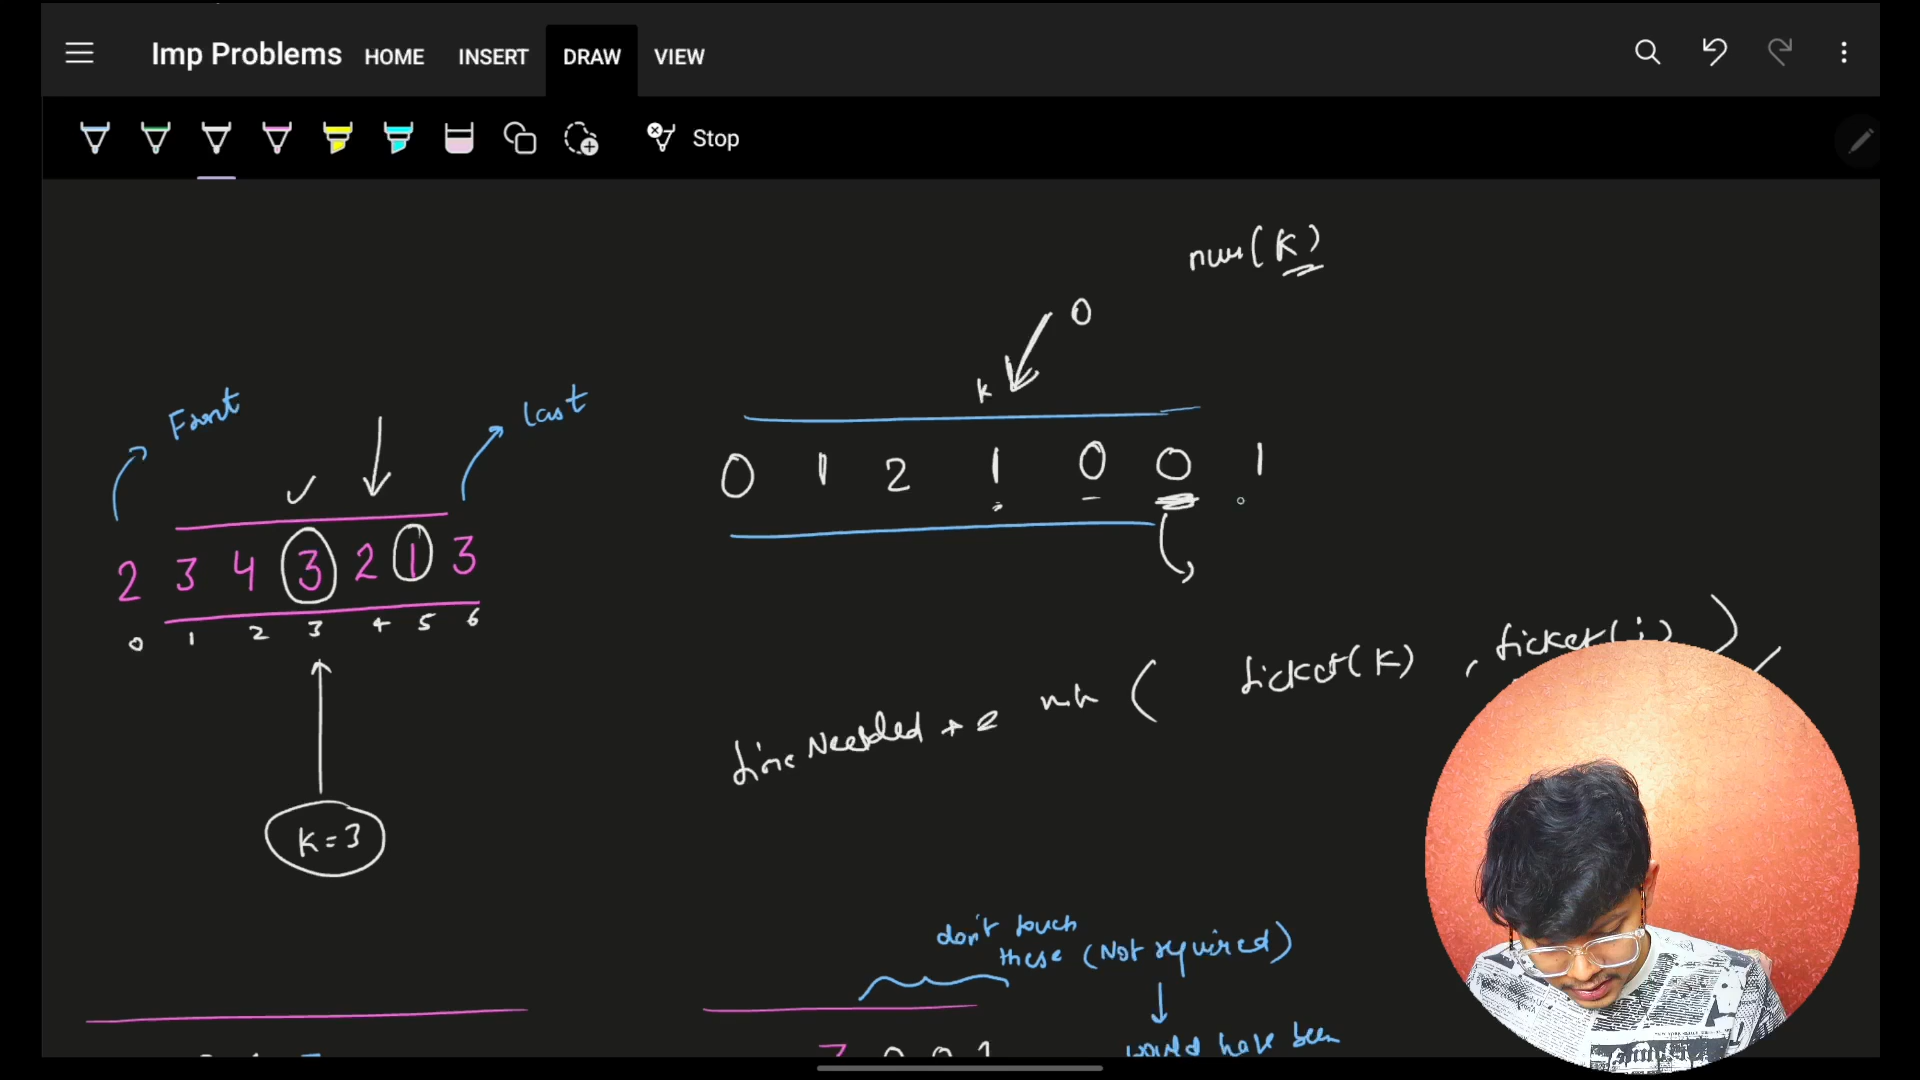 Imp Problems HOME INSERT DRAW VIEW
Stop
num(K)
0
K
Front
Last
0 1 2 1 0 0 1
2 3 4 3 2 1 3
0 1 2 3 4 5 6
timeNeeded + = min ( ticket(K) , ticket(i) )
K=3
don't touch
these (Not required)
would have been